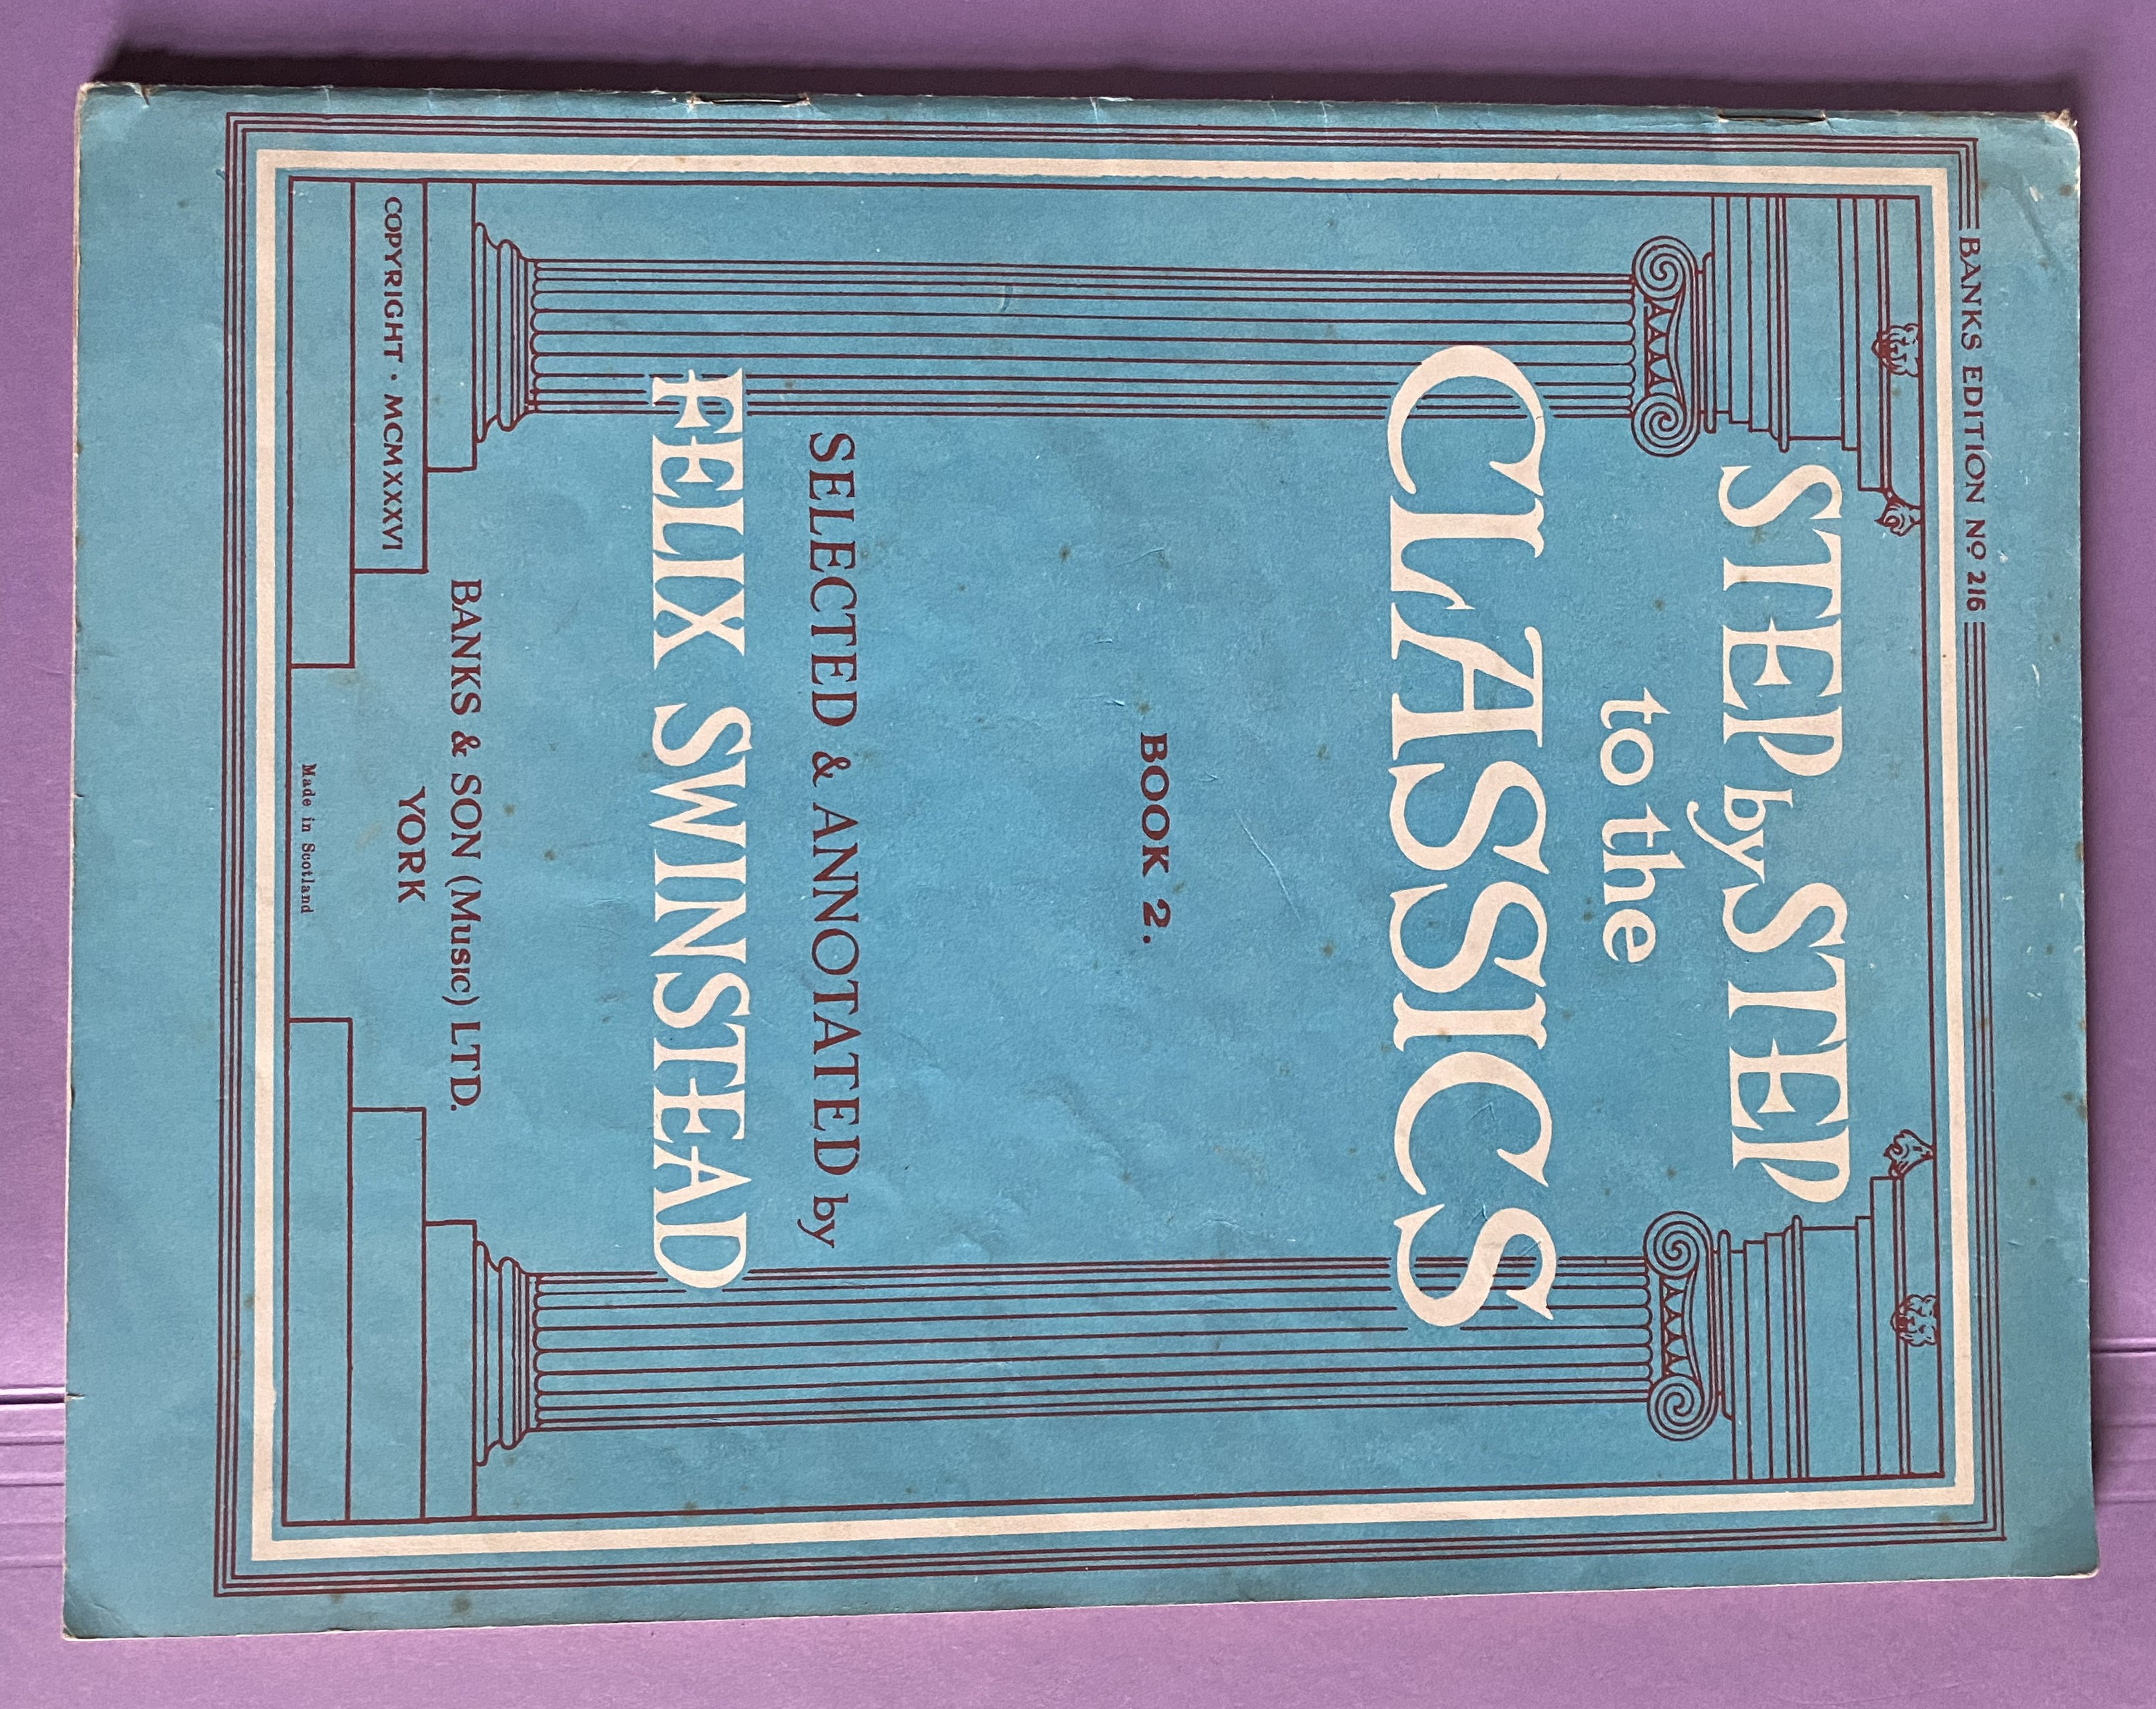 BANKS EDITION Nº 216
STEP by STEP
to the
CLASSICS
BOOK 2.
SELECTED & ANNOTATED by
FELIX SWINSTEAD
BANKS & SON (MUSIC) LTD.
YORK
COPYRIGHT · MCMXXXVI
Made in Scotland